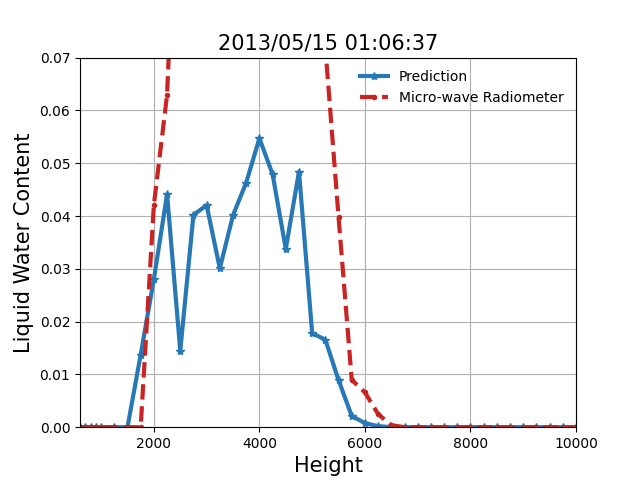 2013/05/15 01:06:37
Prediction
Micro-wave Radiometer
Liquid Water Content
0.07
0.06
0.05
0.04
0.03
0.02
0.01
0.00
2000 4000 6000 8000 10000
Height